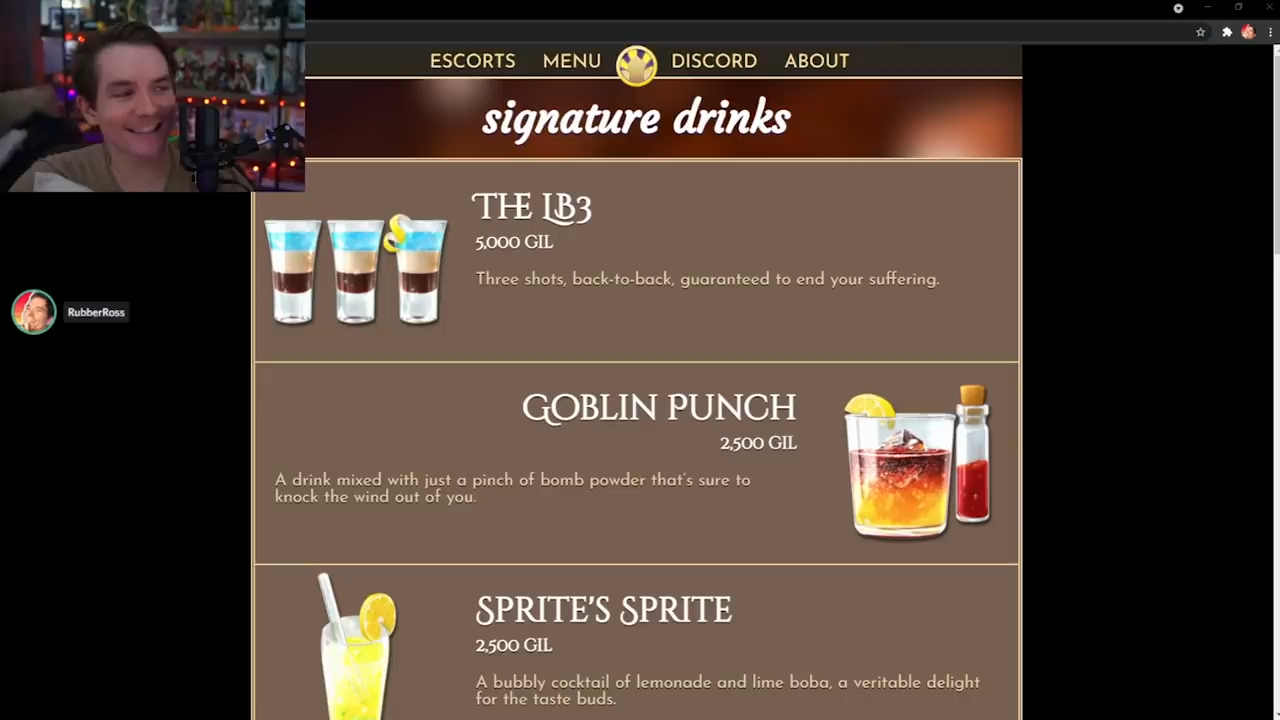 ESCORTS MENU DISCORD ABOUT
signature drinks
THE LB3
5,000 GIL
Three shots, back-to-back, guaranteed to end your suffering.
RubberRoss
GOBLIN PUNCH
2,500 GIL
A drink mixed with just a pinch of bomb powder that's sure to
knock the wind out of you.
SPRITE'S SPRITE
2,500 GIL
A bubbly cocktail of lemonade and lime boba, a veritable delight
for the taste buds.